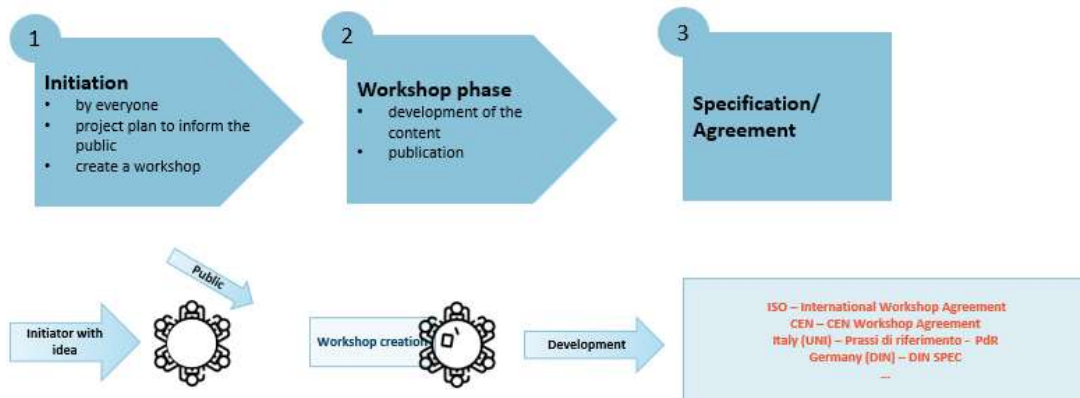 1
Initiation
• by everyone
• project plan to inform the
public
• create a workshop
2
Workshop phase
• development of the
content
• publication
3
Specification/
Agreement
Public
Initiator with
idea
Workshop creation
Development
ISO – International Workshop Agreement
CEN – CEN Workshop Agreement
Italy (UNI) – Prassi di riferimento - PdR
Germany (DIN) – DIN SPEC
...